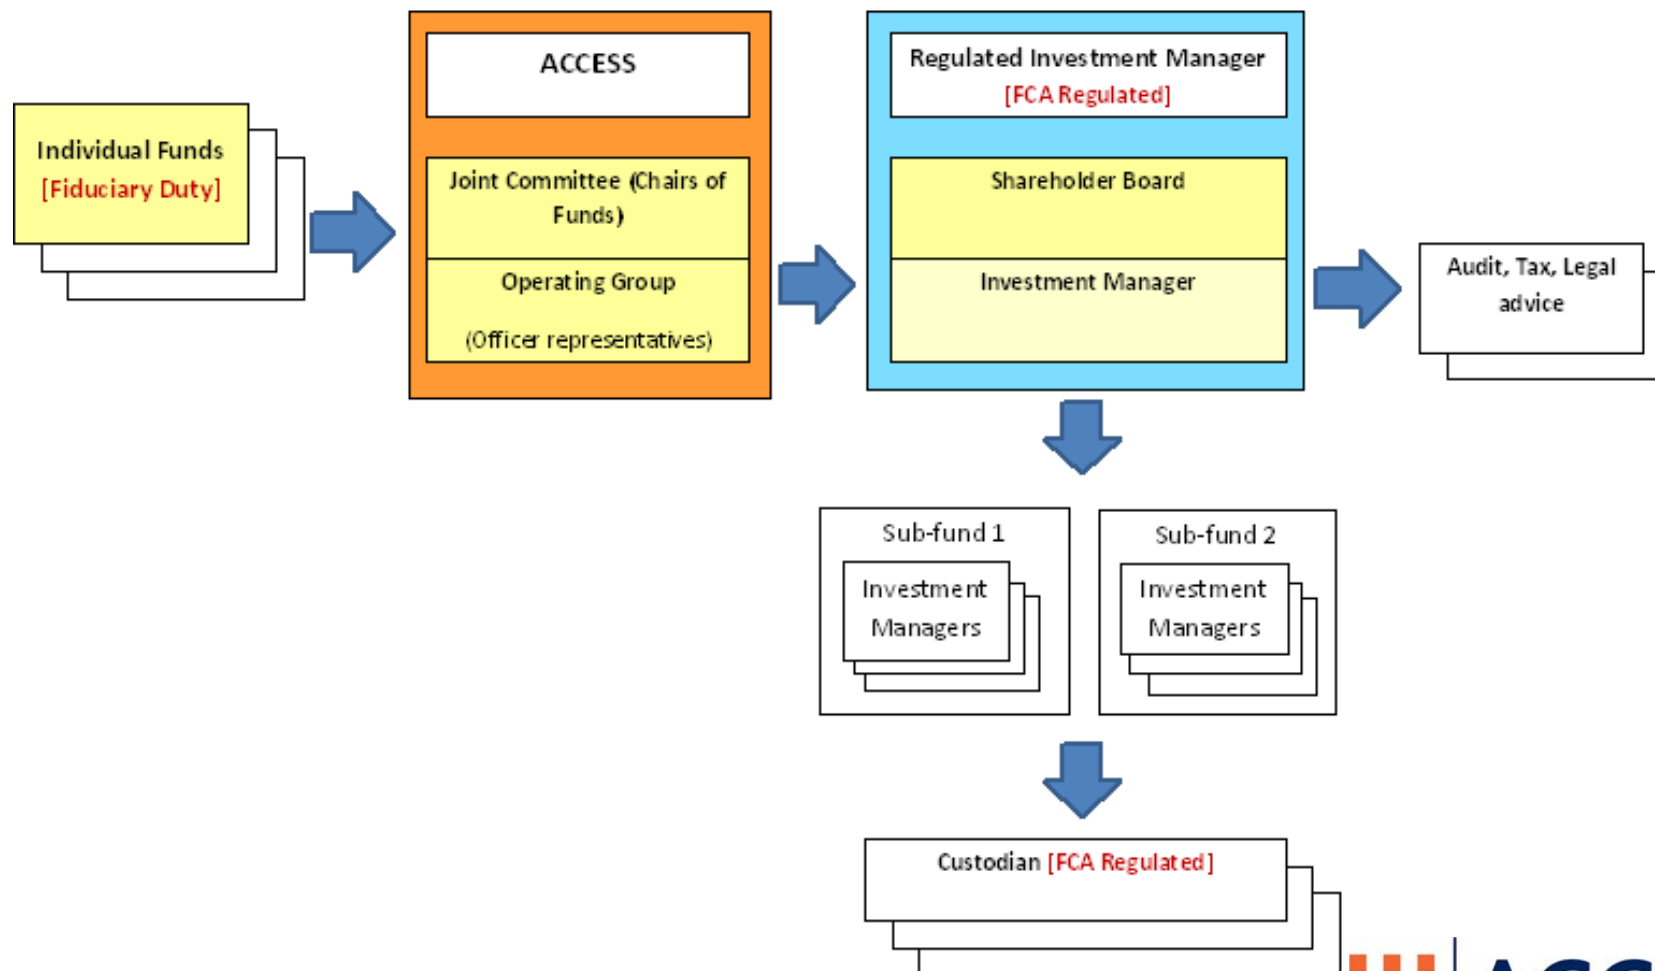 ACCESS
Regulated Investment Manager
[FCA Regulated]
Individual Funds
[Fiduciary Duty]
Joint Committee (Chairs of
Funds)
Shareholder Board
Operating Group
(Officer representatives)
Investment Manager
Audit, Tax, Legal
advice
Sub-fund 1
Investment
Managers
Sub-fund 2
Investment
Managers
Custodian [FCA Regulated]